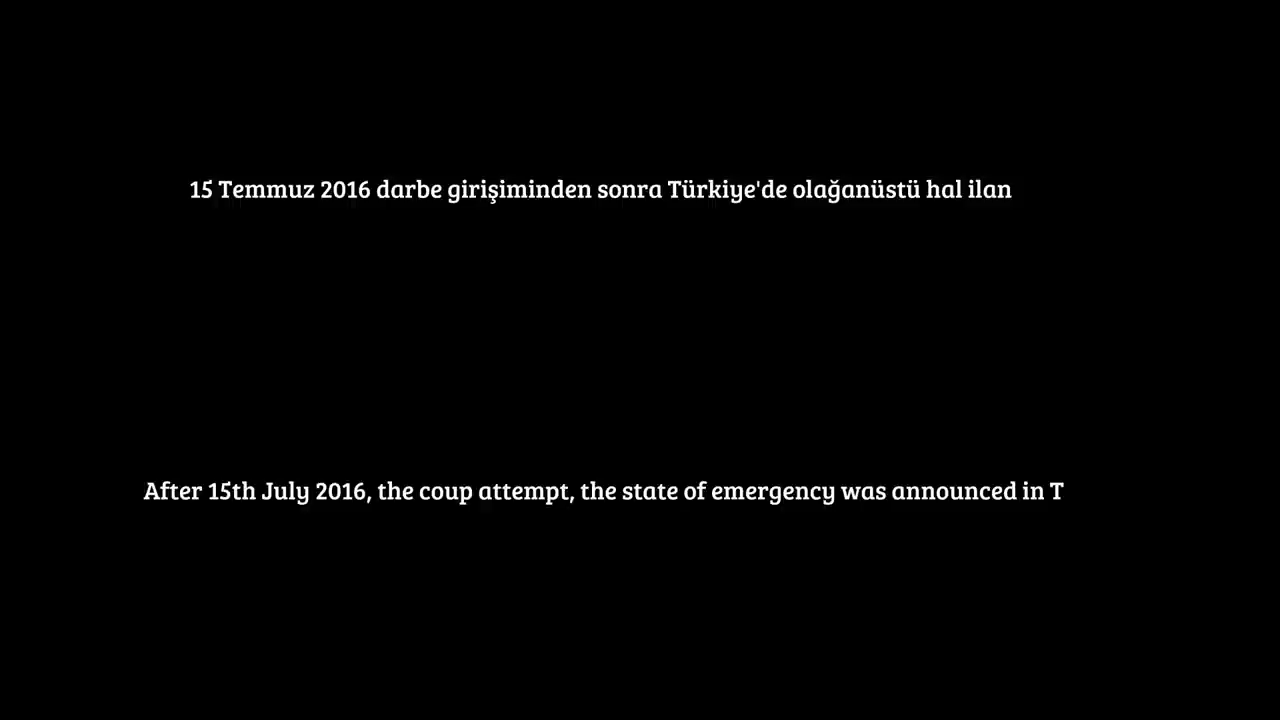 15 Temmuz 2016 darbe girişiminden sonra Türkiye'de olağanüstü hal ilan
After 15th July 2016, the coup attempt, the state of emergency was announced in T